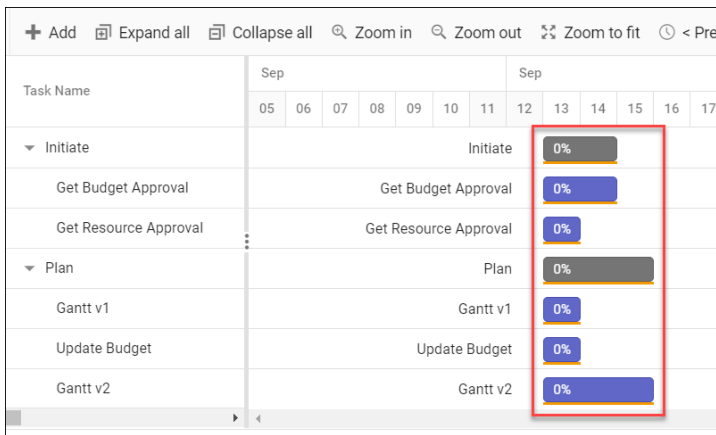 Add Expand all Collapse all Zoom in Zoom out Zoom to fit < Pre
Task Name
Sep Sep
05 06 07 08 09 10 11 12 13 14 15 16 17
Initiate Initiate 0%
Get Budget Approval Get Budget Approval 0%
Get Resource Approval Get Resource Approval 0%
Plan Plan 0%
Gantt v1 Gantt v1 0%
Update Budget Update Budget 0%
Gantt v2 Gantt v2 0%